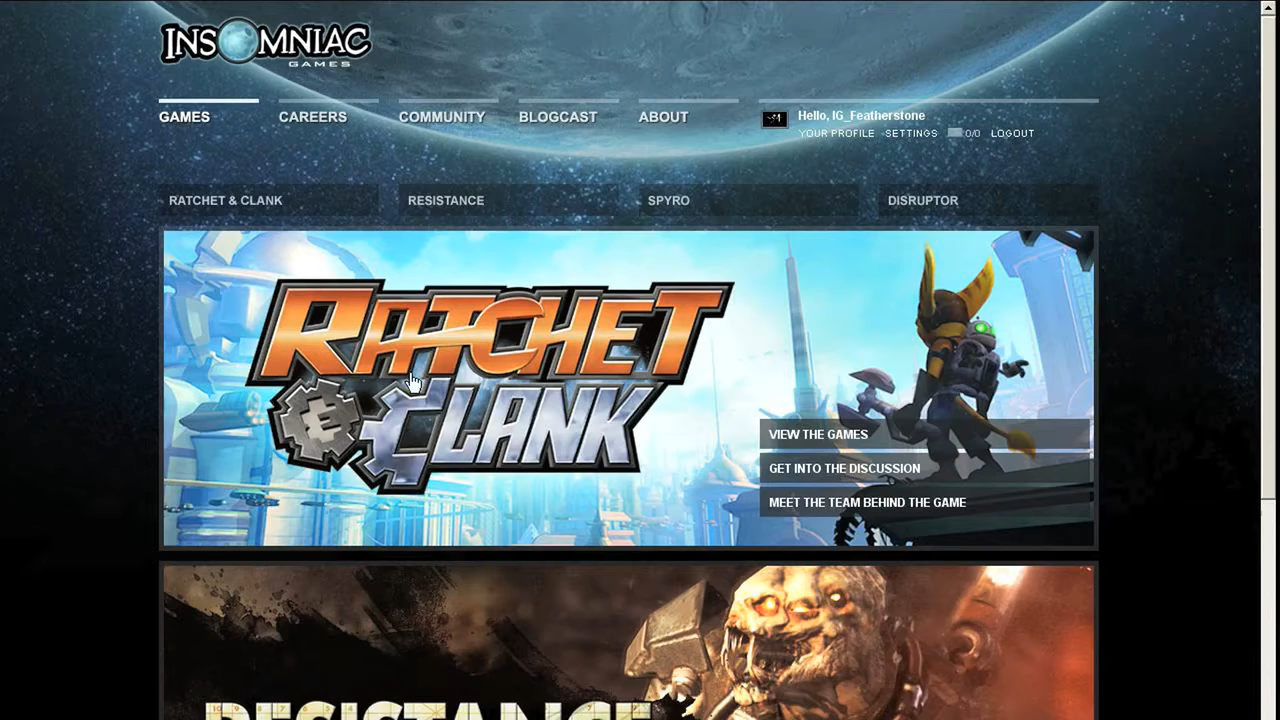 INSOMNIAC
GAMES
GAMES CAREERS COMMUNITY BLOGCAST ABOUT
Hello, IG_Featherstone
YOUR PROFILE SETTINGS 0/0 LOGOUT
RATCHET & CLANK RESISTANCE SPYRO DISRUPTOR
RATCHET
& CLANK
VIEW THE GAMES
GET INTO THE DISCUSSION
MEET THE TEAM BEHIND THE GAME
RESISTANCE